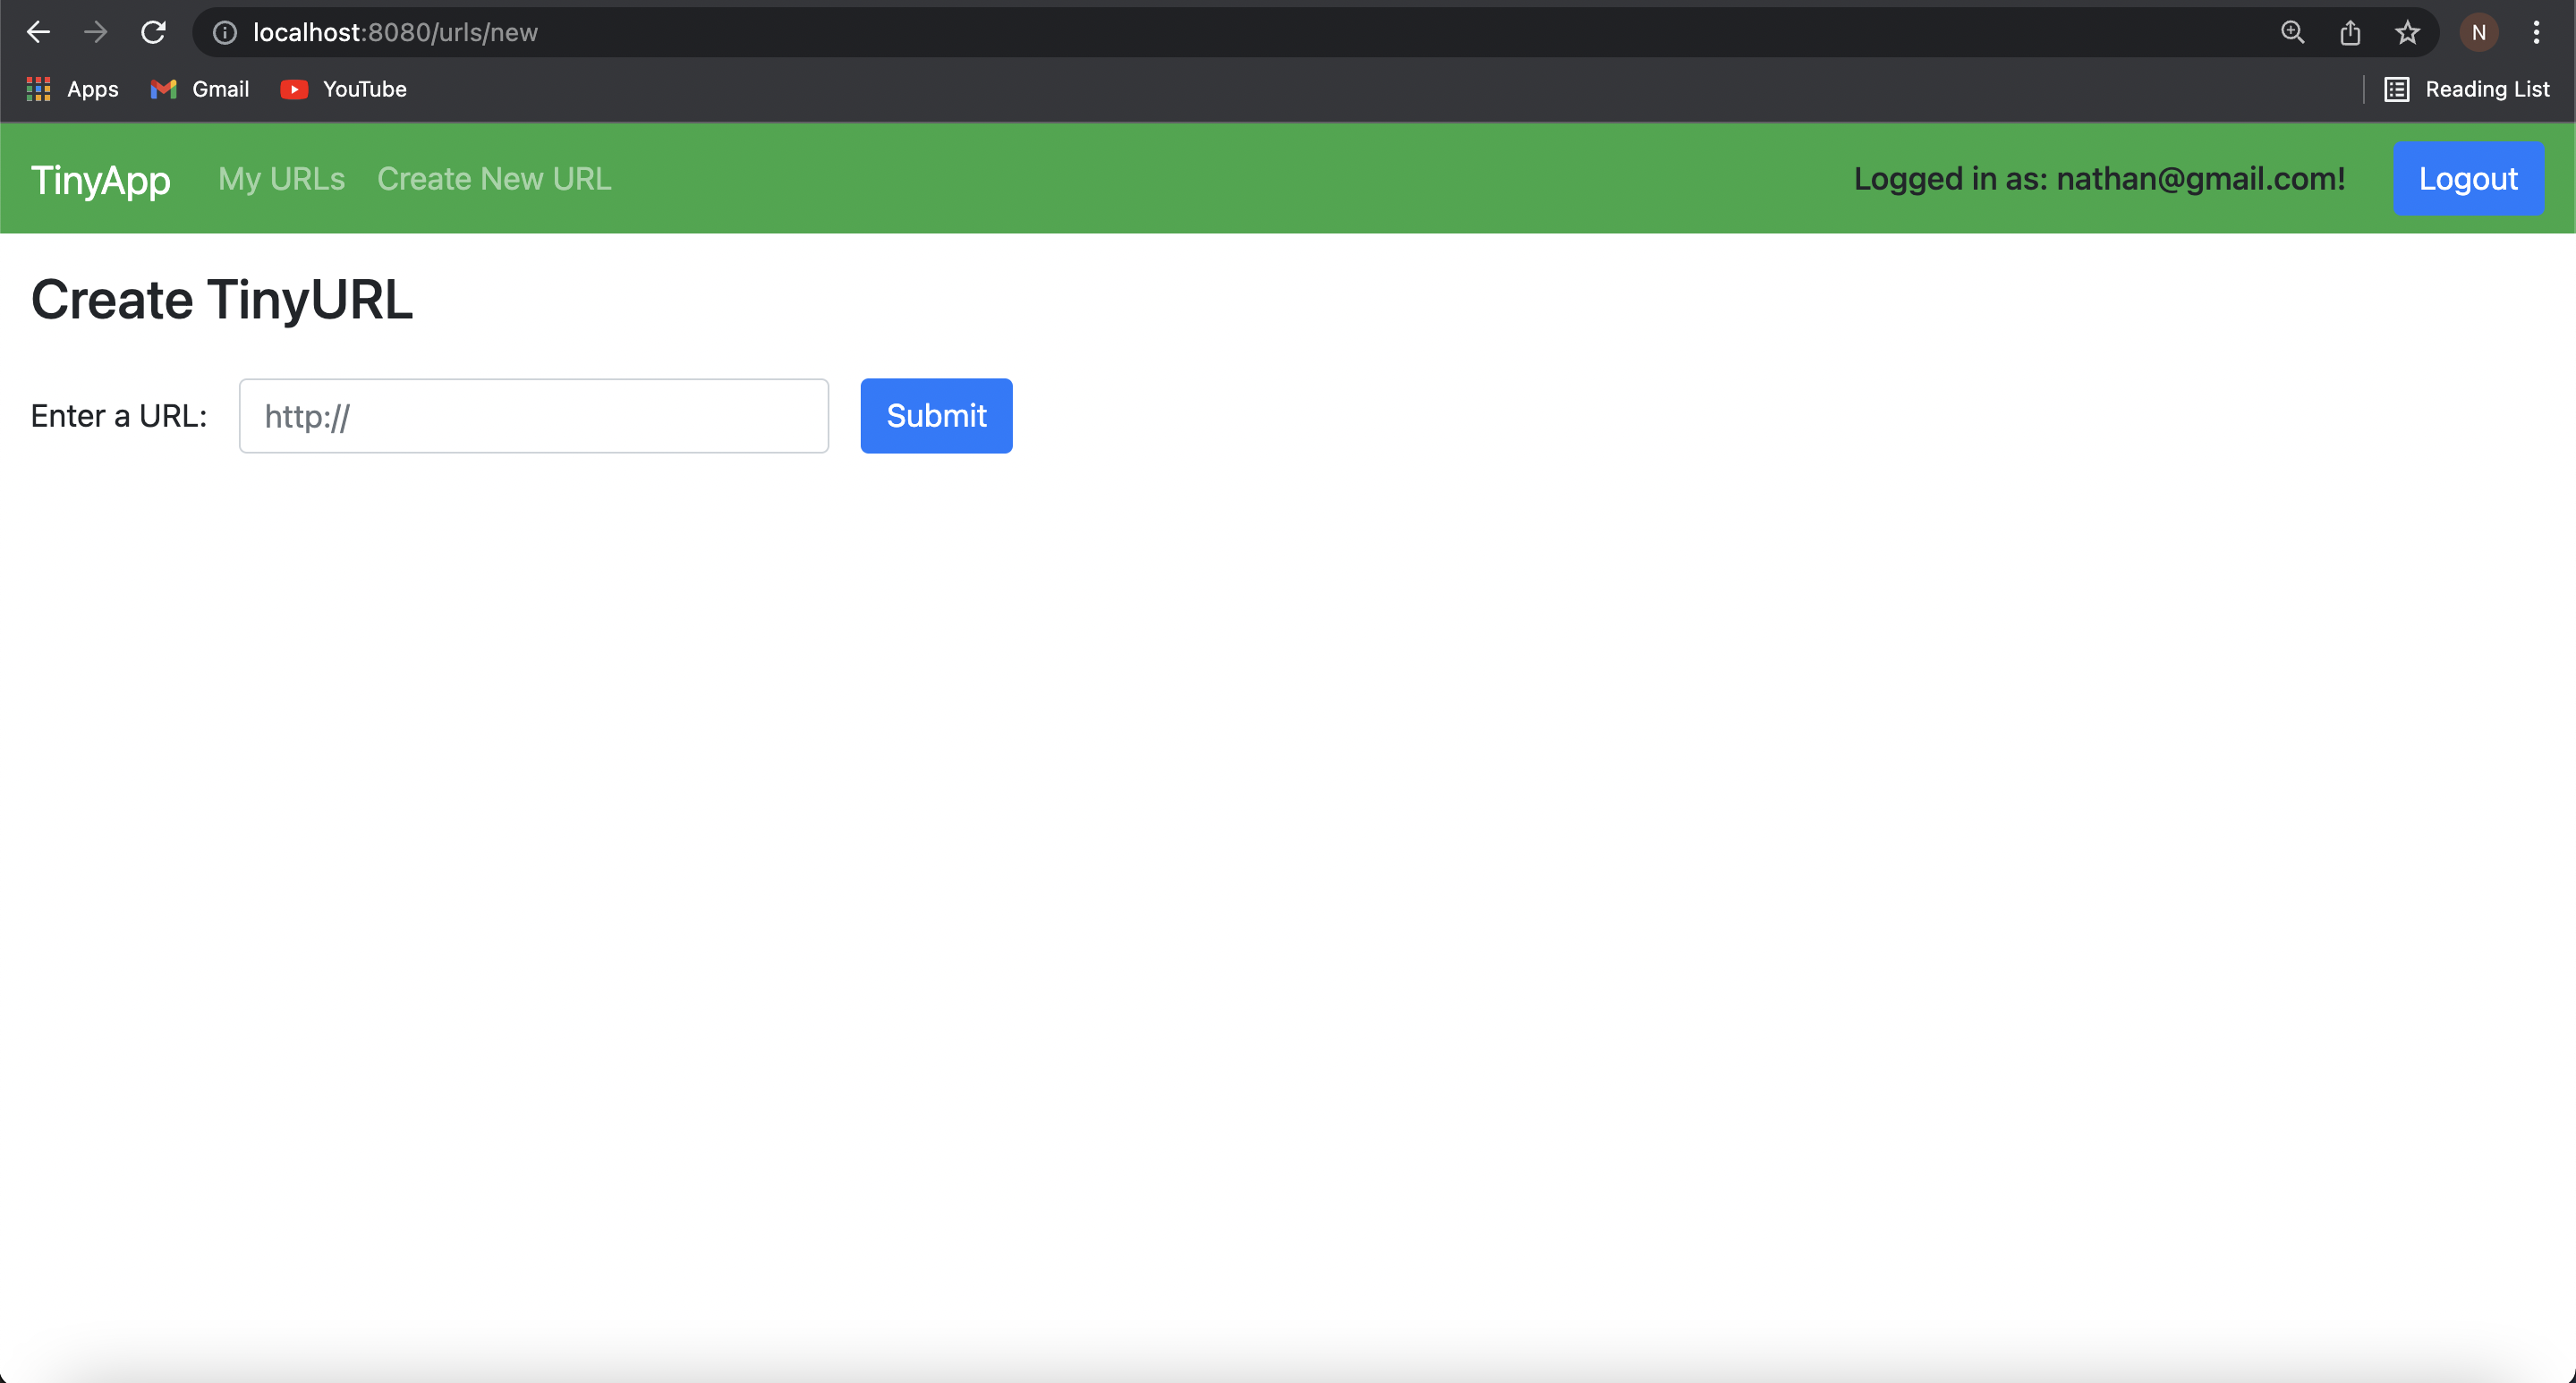 localhost:8080/urls/new
N
Apps Gmail YouTube Reading List
TinyApp My URLs Create New URL Logged in as: nathan@gmail.com! Logout
Create TinyURL
Enter a URL: http:// Submit